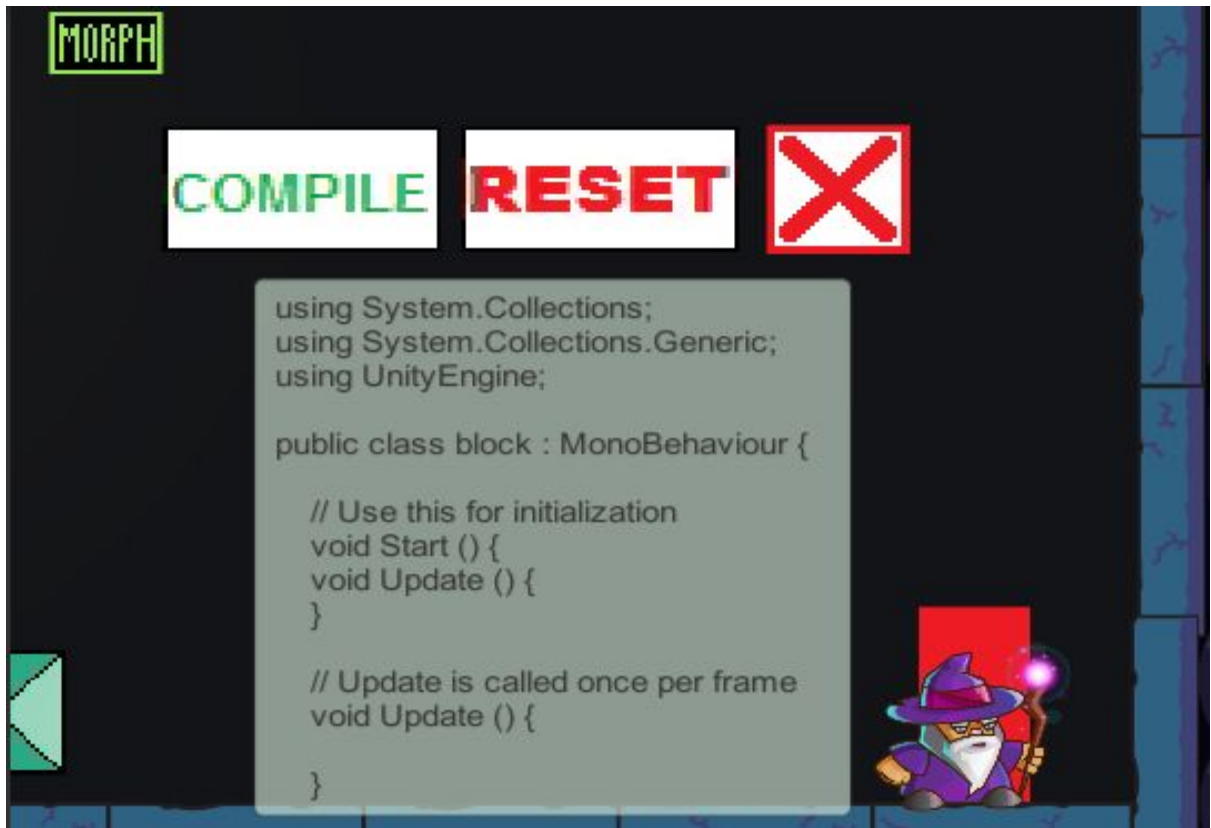 MORPH
COMPILE RESET
using System.Collections;
using System.Collections.Generic;
using UnityEngine;
public class block : MonoBehaviour {
// Use this for initialization
void Start () {
void Update () {
}
// Update is called once per frame
void Update () {
}